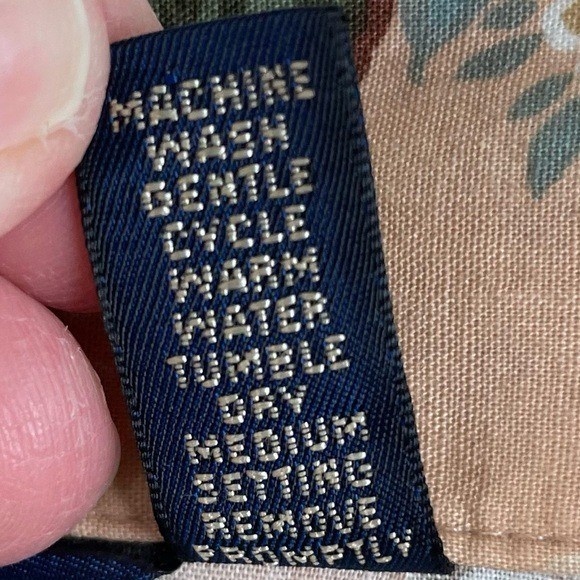 MACHINE
WASH
GENTLE
CYCLE
WARM
WATER
TUMBLE
DRY
MEDIUM
SETTING
REMOVE
PROMPTLY